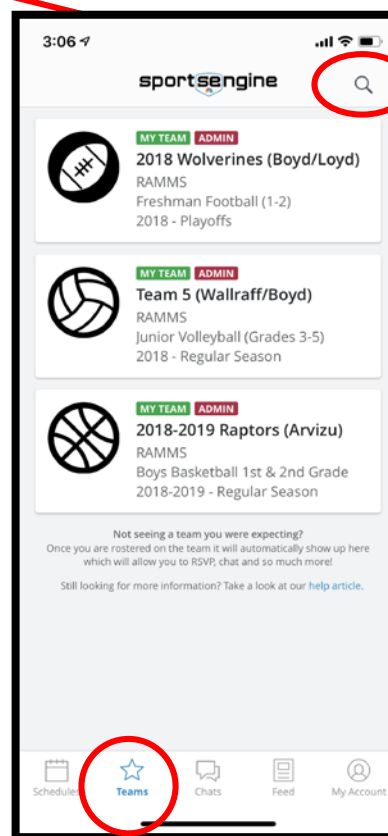 3:06
sportsengine
MY TEAM ADMIN
2018 Wolverines (Boyd/Loyd)
RAMMS
Freshman Football (1-2)
2018 - Playoffs
MY TEAM ADMIN
Team 5 (Wallraff/Boyd)
RAMMS
Junior Volleyball (Grades 3-5)
2018 - Regular Season
MY TEAM ADMIN
2018-2019 Raptors (Arvizu)
RAMMS
Boys Basketball 1st & 2nd Grade
2018-2019 - Regular Season
Not seeing a team you were expecting?
Once you are rostered on the team it will automatically show up here
which will allow you to RSVP, chat and so much more!
Still looking for more information? Take a look at our help article.
Schedules Teams Chats Feed My Account